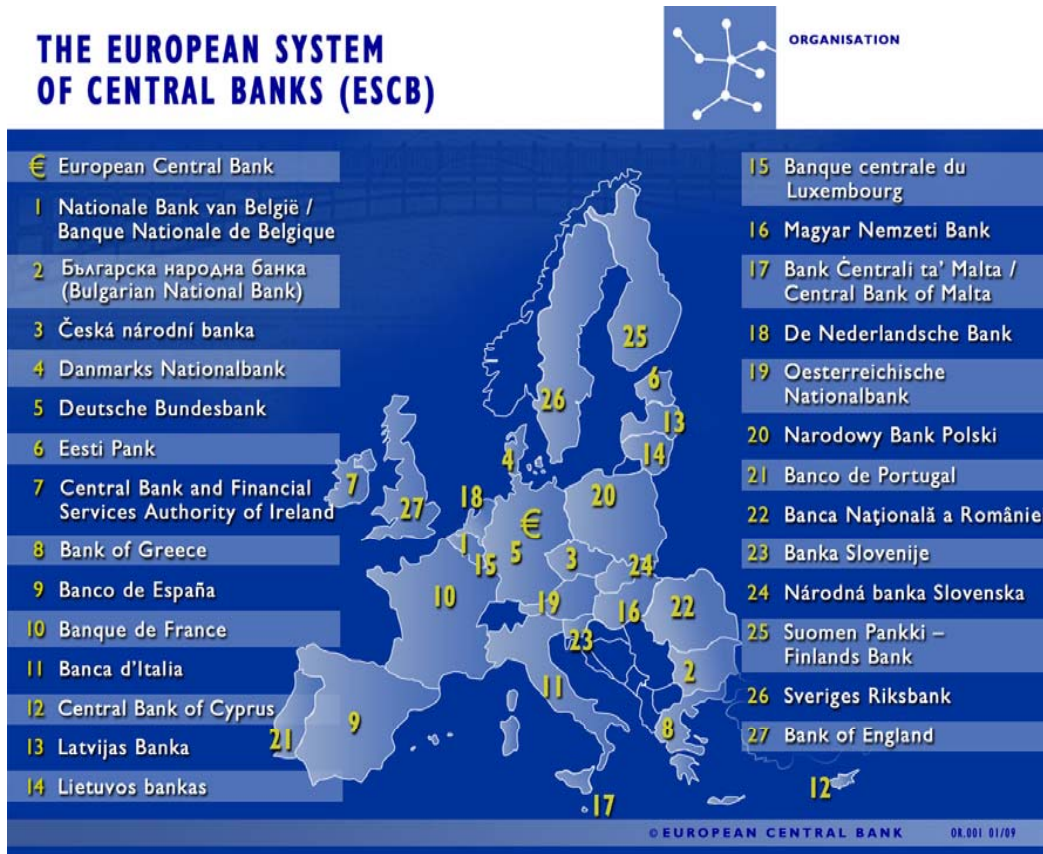 THE EUROPEAN SYSTEM
OF CENTRAL BANKS (ESCB)
ORGANISATION
€ European Central Bank
1 Nationale Bank van België /
Banque Nationale de Belgique
2 Българска народна банка
(Bulgarian National Bank)
3 Česká národní banka
4 Danmarks Nationalbank
5 Deutsche Bundesbank
6 Eesti Pank
7 Central Bank and Financial
Services Authority of Ireland
8 Bank of Greece
9 Banco de España
10 Banque de France
11 Banca d'Italia
12 Central Bank of Cyprus
13 Latvijas Banka
14 Lietuvos bankas
15 Banque centrale du
Luxembourg
16 Magyar Nemzeti Bank
17 Bank Ċentrali ta' Malta /
Central Bank of Malta
18 De Nederlandsche Bank
19 Oesterreichische
Nationalbank
20 Narodowy Bank Polski
21 Banco de Portugal
22 Banca Naţională a Românie
23 Banka Slovenije
24 Národná banka Slovenska
25 Suomen Pankki –
Finlands Bank
26 Sveriges Riksbank
27 Bank of England
25
6
26
13
14
4
7
18
20
27
€
1
5
3
15
24
10
19
16
22
23
2
11
9
8
21
12
17
© EUROPEAN CENTRAL BANK OR.001 01/09